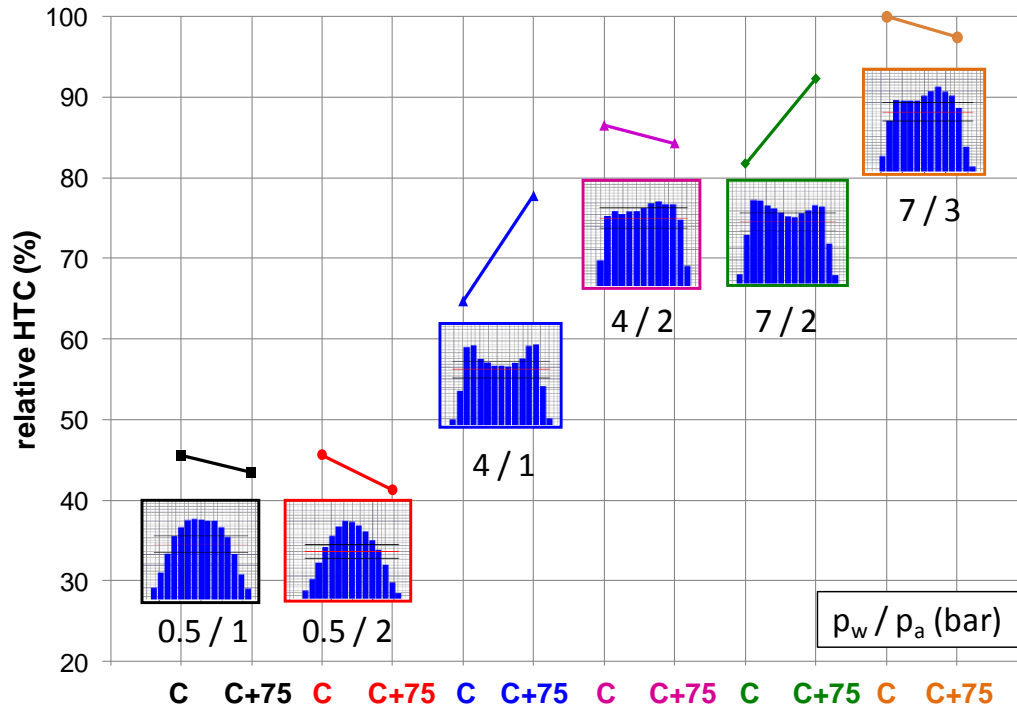 relative HTC (%)
100
90
80
70
60
50
40
30
20
7 / 3
4 / 2
7 / 2
4 / 1
0.5 / 1
0.5 / 2
p_w / p_a (bar)
C C+75 C C+75 C C+75 C C+75 C C+75 C C+75